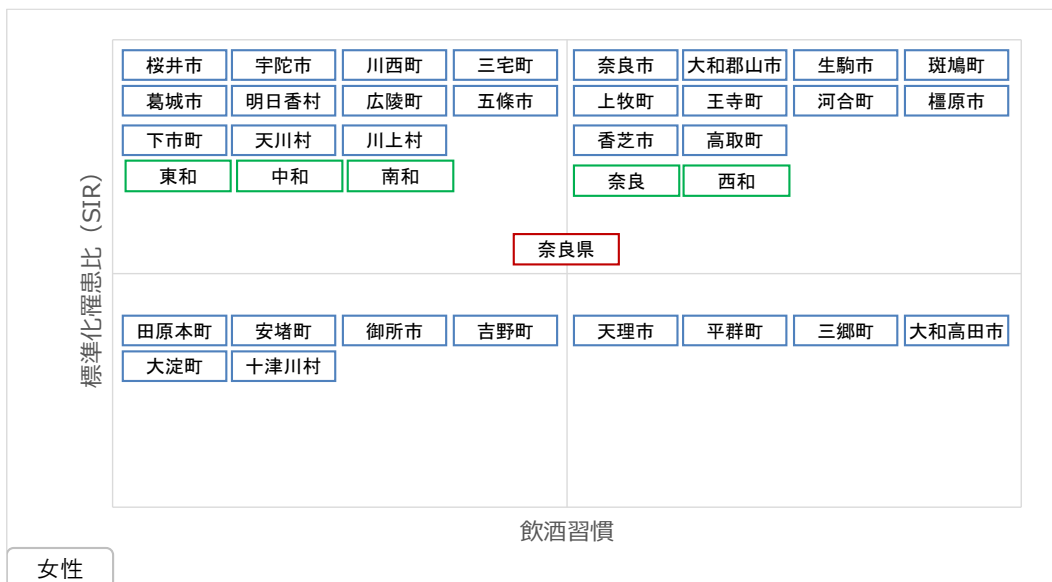 桜井市 宇陀市 川西町 三宅町 奈良市 大和郡山市 生駒市 斑鳩町
葛城市 明日香村 広陵町 五條市 上牧町 王寺町 河合町 橿原市
下市町 天川村 川上村 香芝市 高取町
東和 中和 南和 奈良 西和
奈良県
標準化罹患比（SIR）
田原本町 安堵町 御所市 吉野町 天理市 平群町 三郷町 大和高田市
大淀町 十津川村
飲酒習慣
女性